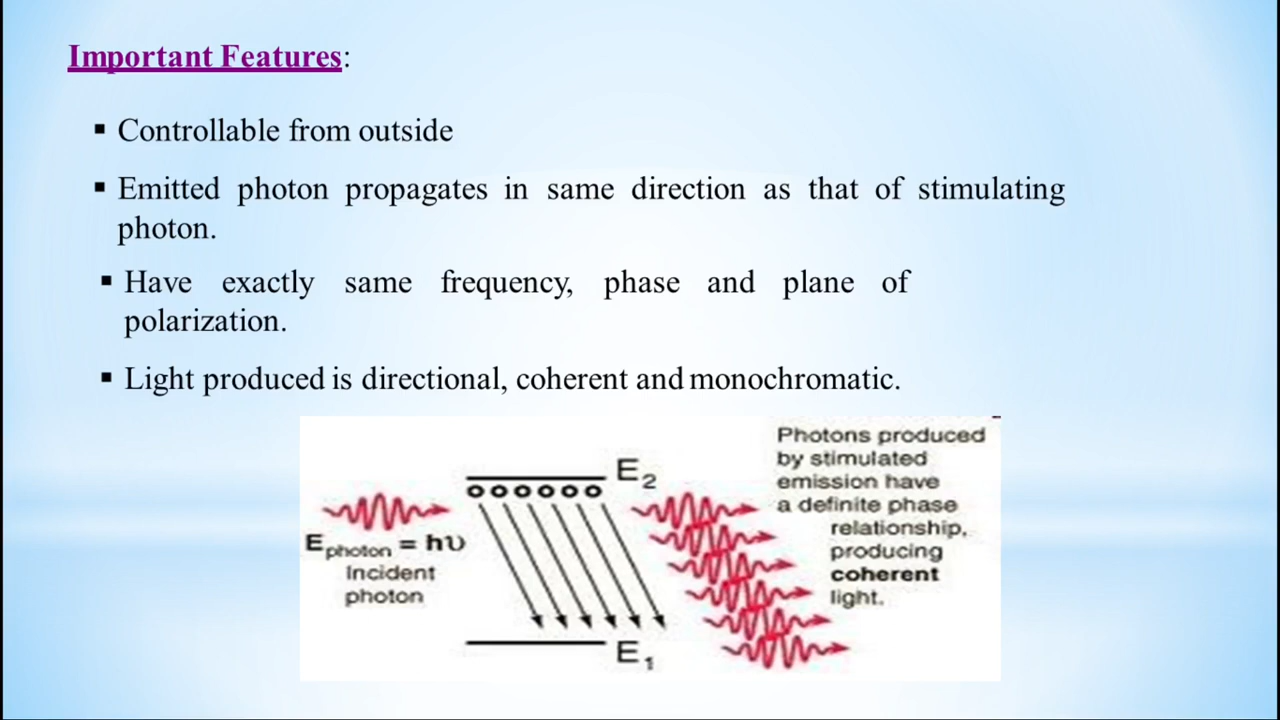 Important Features:
▪ Controllable from outside
▪ Emitted photon propagates in same direction as that of stimulating
photon.
▪ Have exactly same frequency, phase and plane of
polarization.
▪ Light produced is directional, coherent and monochromatic.
Photons produced
by stimulated
emission have
a definite phase
relationship,
producing
coherent
light.
E2
Ephoton = hυ
Incident
photon
E1